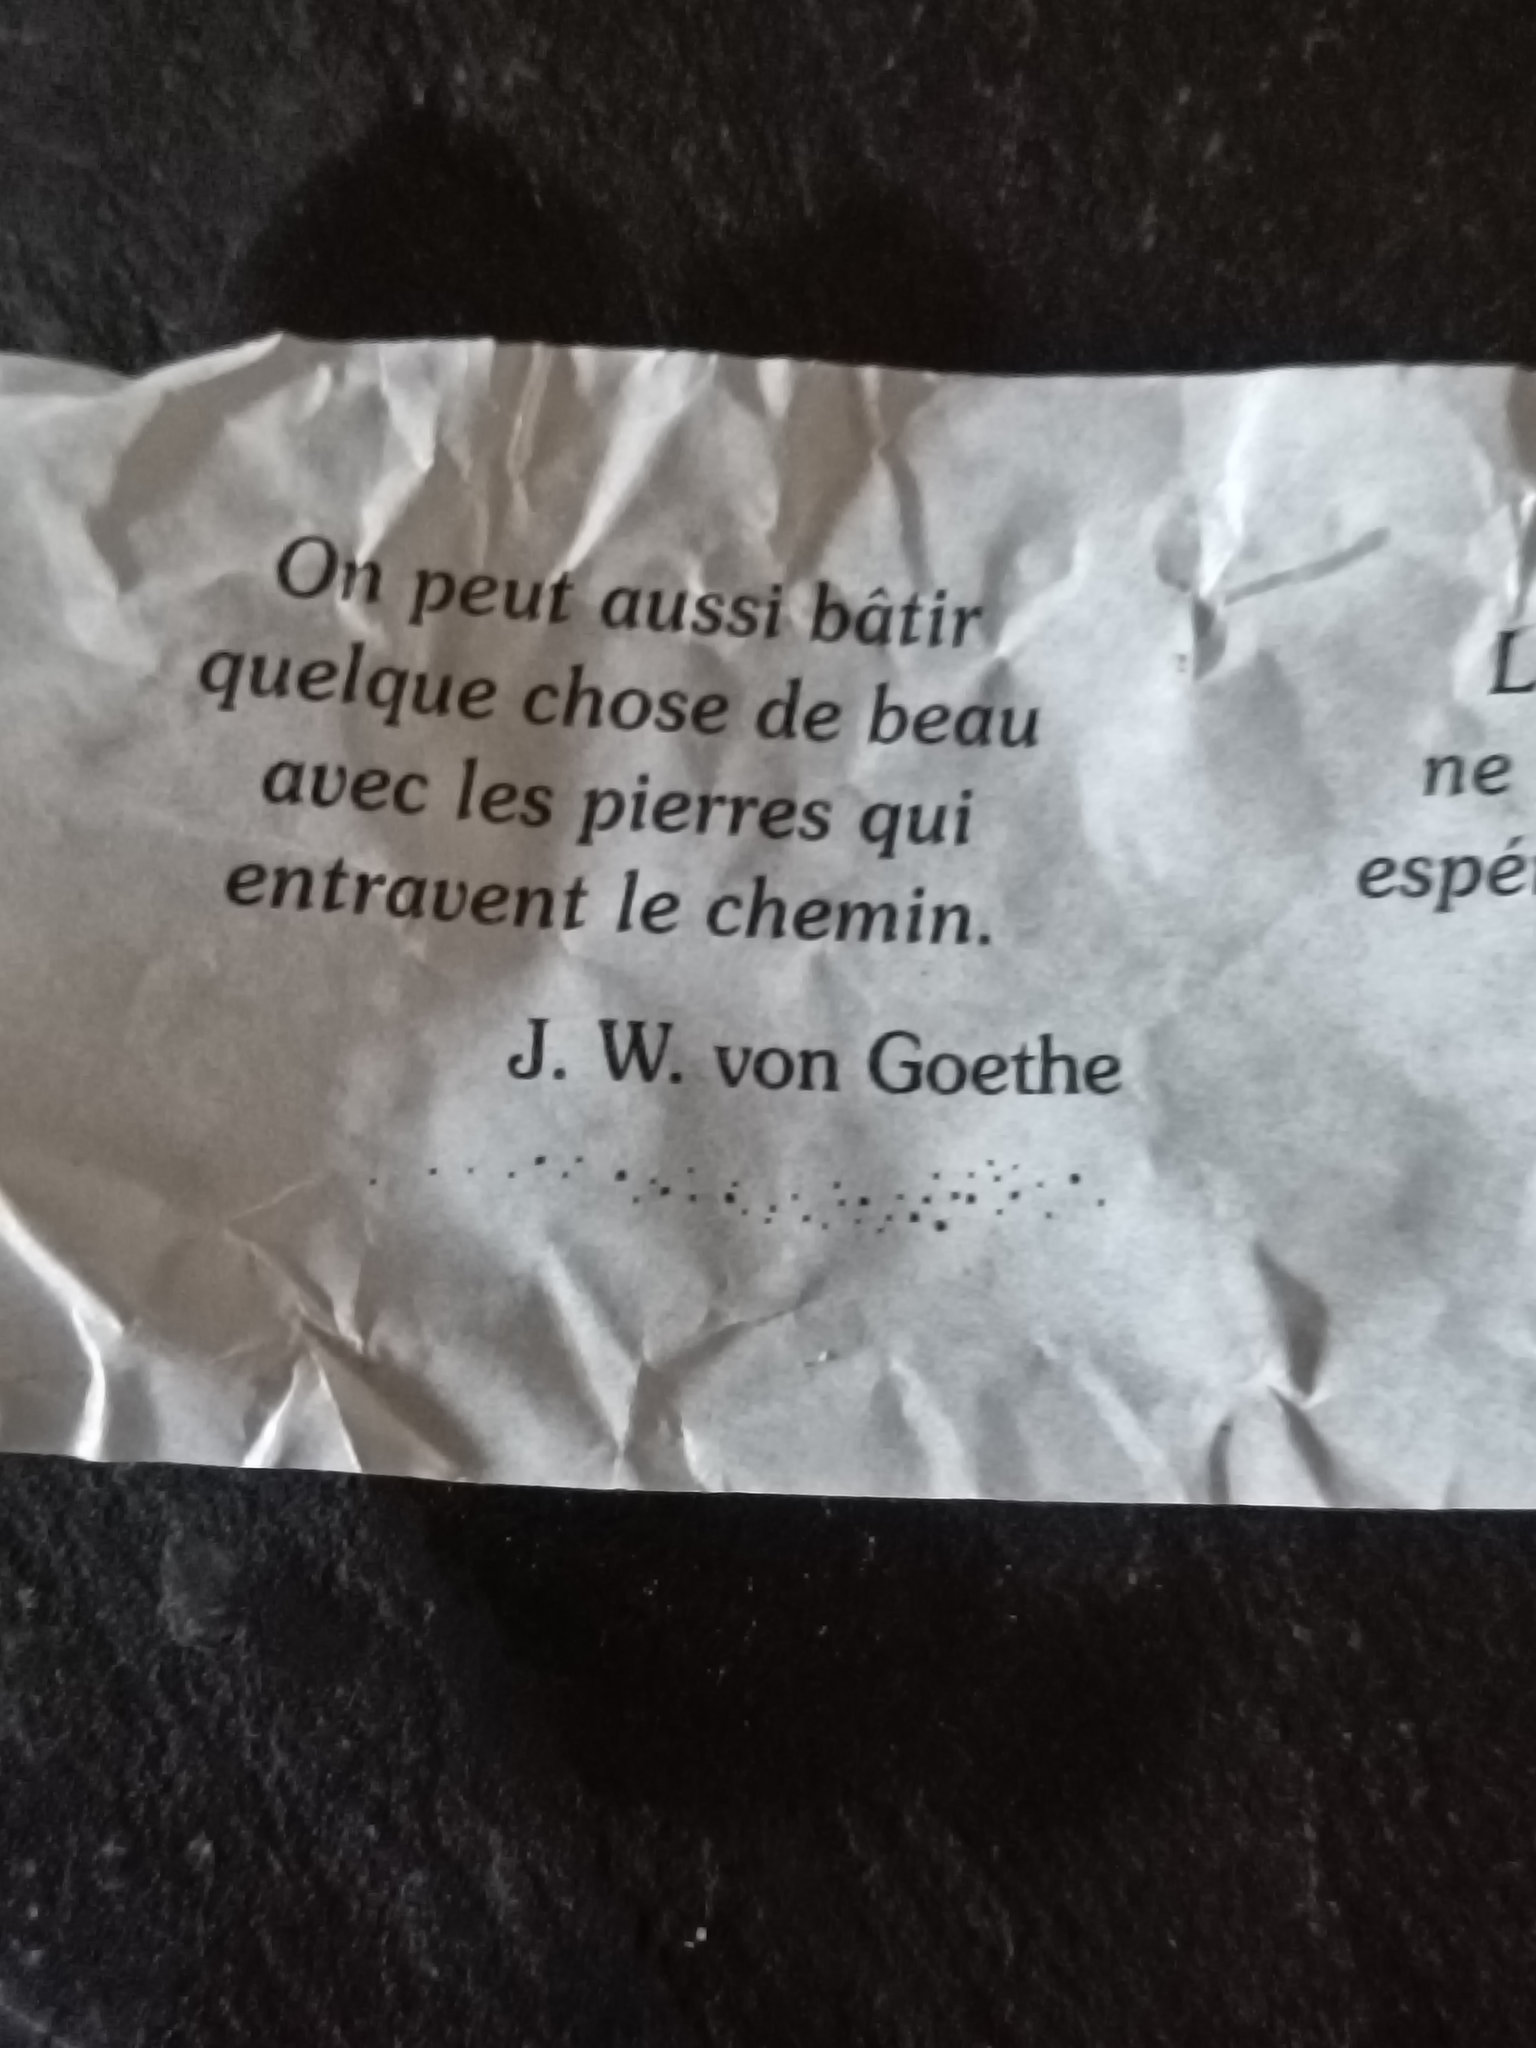 On peut aussi bâtir
quelque chose de beau
avec les pierres qui
entravent le chemin.
J. W. von Goethe
ne